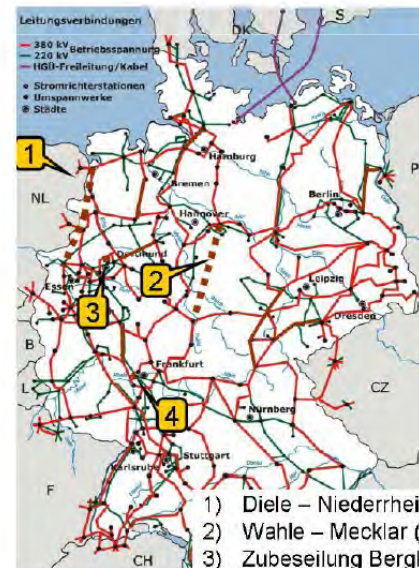 Leitungsverbindungen
380 kV Betriebsspannung
220 kV
HGÜ-Freileitung/Kabel
Stromrichterstationen
Umspannwerke
Städte
DK
S
Hamburg
1
Bremen
NL
Berlin
P
Hannover
2
Dortmund
Essen
3
Leipzig
Dresden
B
L
Frankfurt
CZ
4
Nürnberg
Karlsruhe
Stuttgart
F
CH
1) Diele – Niederrhei
2) Wahle – Mecklar (
3) Zubeseilung Bergl